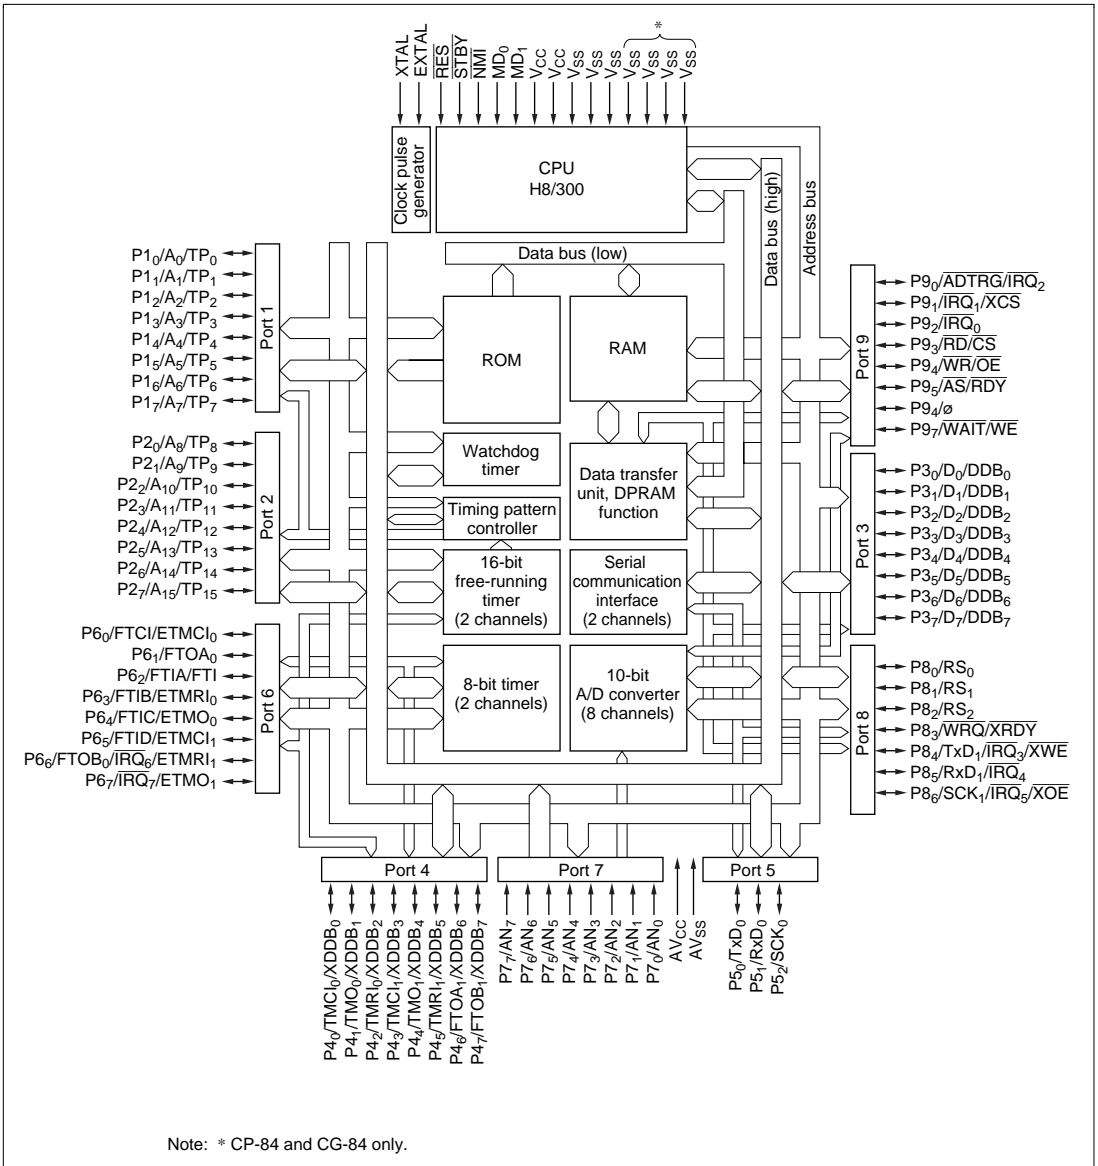 *
XTAL
EXTAL
RES
STBY
NMI
MD0
MD1
VCC
VCC
VSS
VSS
VSS
VSS
VSS
VSS
VSS
Clock pulse
generator
CPU
H8/300
Data bus (low)
Data bus (high)
Address bus
P10/A0/TP0
P11/A1/TP1
P12/A2/TP2
P13/A3/TP3
P14/A4/TP4
P15/A5/TP5
P16/A6/TP6
P17/A7/TP7
Port 1
P20/A8/TP8
P21/A9/TP9
P22/A10/TP10
P23/A11/TP11
P24/A12/TP12
P25/A13/TP13
P26/A14/TP14
P27/A15/TP15
Port 2
P60/FTCI/ETMCI0
P61/FTOA0
P62/FTIA/FTI
P63/FTIB/ETMRI0
P64/FTIC/ETMO0
P65/FTID/ETMCI1
P66/FTOB0/IRQ6/ETMRI1
P67/IRQ7/ETMO1
Port 6
ROM
RAM
Watchdog
timer
Timing pattern
controller
Data transfer
unit, DPRAM
function
16-bit
free-running
timer
(2 channels)
Serial
communication
interface
(2 channels)
8-bit timer
(2 channels)
10-bit
A/D converter
(8 channels)
Port 9
P90/ADTRG/IRQ2
P91/IRQ1/XCS
P92/IRQ0
P93/RD/CS
P94/WR/OE
P95/AS/RDY
P94/ø
P97/WAIT/WE
Port 3
P30/D0/DDB0
P31/D1/DDB1
P32/D2/DDB2
P33/D3/DDB3
P34/D4/DDB4
P35/D5/DDB5
P36/D6/DDB6
P37/D7/DDB7
Port 8
P80/RS0
P81/RS1
P82/RS2
P83/WRQ/XRDY
P84/TxD1/IRQ3/XWE
P85/RxD1/IRQ4
P86/SCK1/IRQ5/XOE
Port 4
Port 7
Port 5
P40/TMCI0/XDDB0
P41/TMO0/XDDB1
P42/TMRI0/XDDB2
P43/TMCI1/XDDB3
P44/TMO1/XDDB4
P45/TMRI1/XDDB5
P46/FTOA1/XDDB6
P47/FTOB1/XDDB7
P77/AN7
P76/AN6
P75/AN5
P74/AN4
P73/AN3
P72/AN2
P71/AN1
P70/AN0
AVCC
AVSS
P50/TxD0
P51/RxD0
P52/SCK0
Note: * CP-84 and CG-84 only.